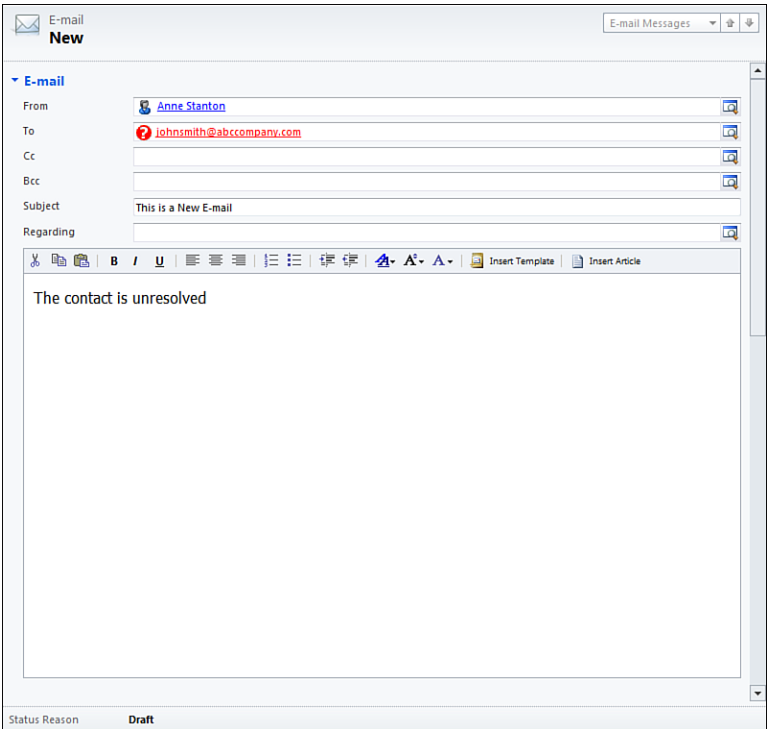 E-mail
New
E-mail Messages
E-mail
From Anne Stanton
To ? johnsmith@abccompany.com
Cc
Bcc
Subject This is a New E-mail
Regarding
B I U A A A Insert Template Insert Article
The contact is unresolved
Status Reason Draft